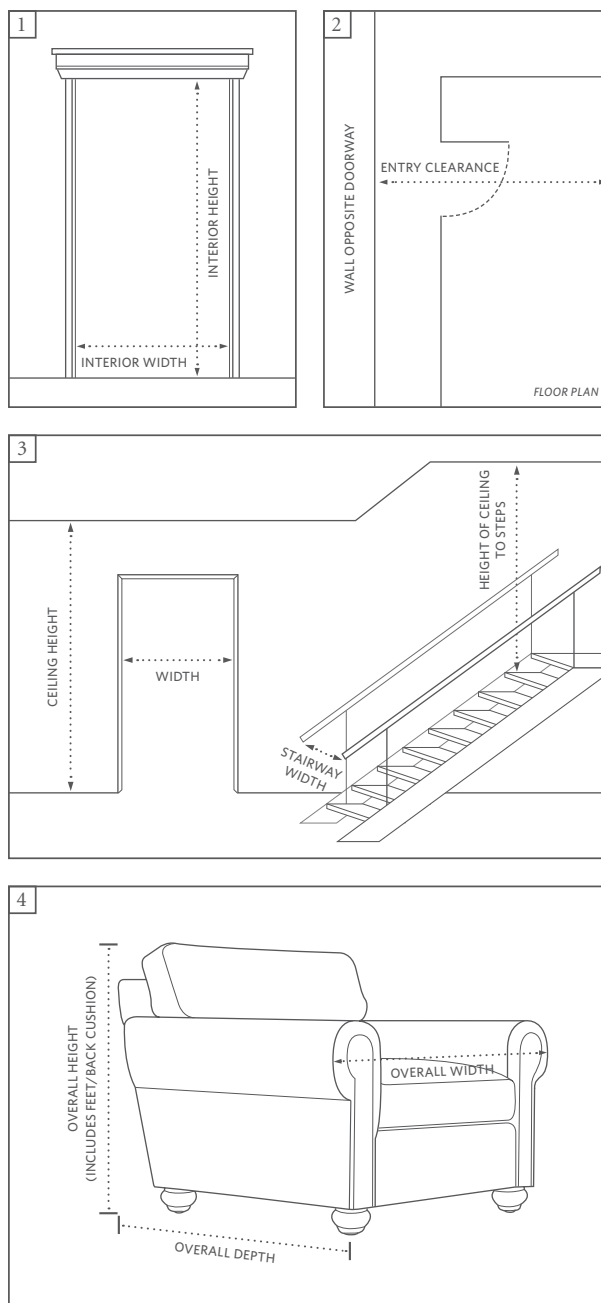 1
INTERIOR HEIGHT
INTERIOR WIDTH
2
WALL OPPOSITE DOORWAY
ENTRY CLEARANCE
FLOOR PLAN
3
CEILING HEIGHT
WIDTH
STAIRWAY
WIDTH
HEIGHT OF CEILING
TO STEPS
4
OVERALL HEIGHT
(INCLUDES FEET/BACK CUSHION)
OVERALL WIDTH
OVERALL DEPTH